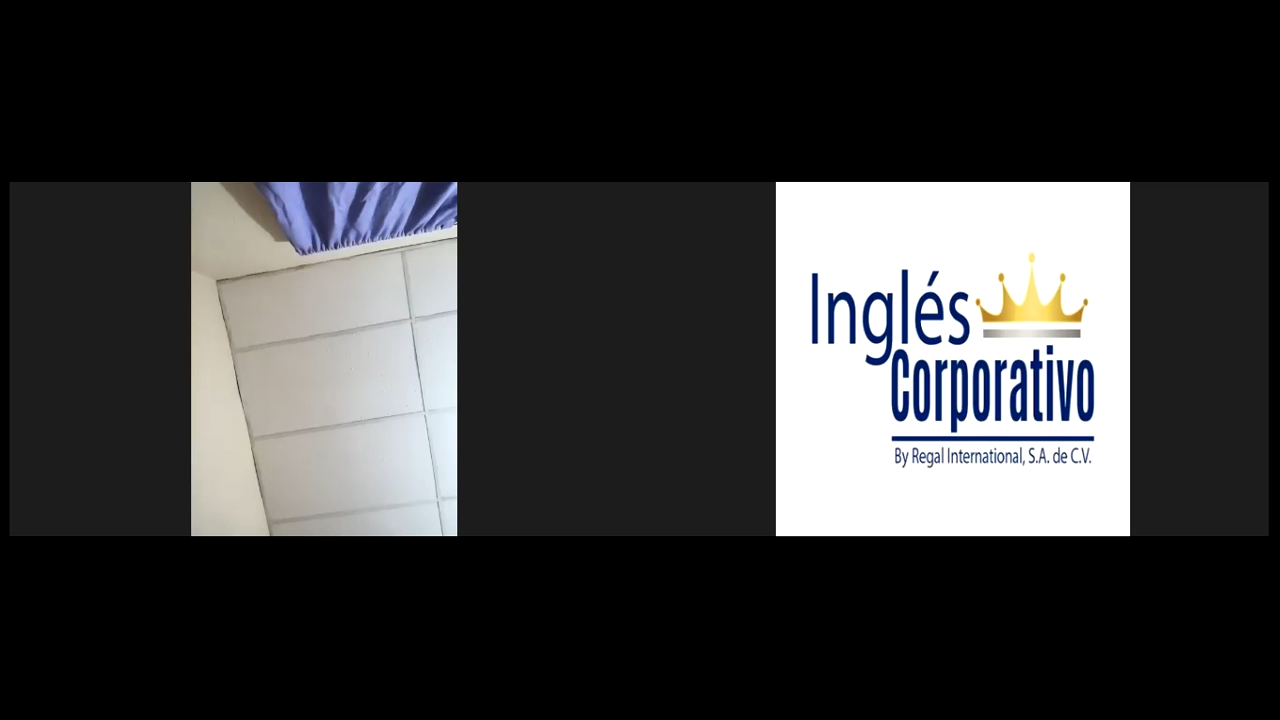 Inglés
Corporativo
By Regal International, S.A. de C.V.